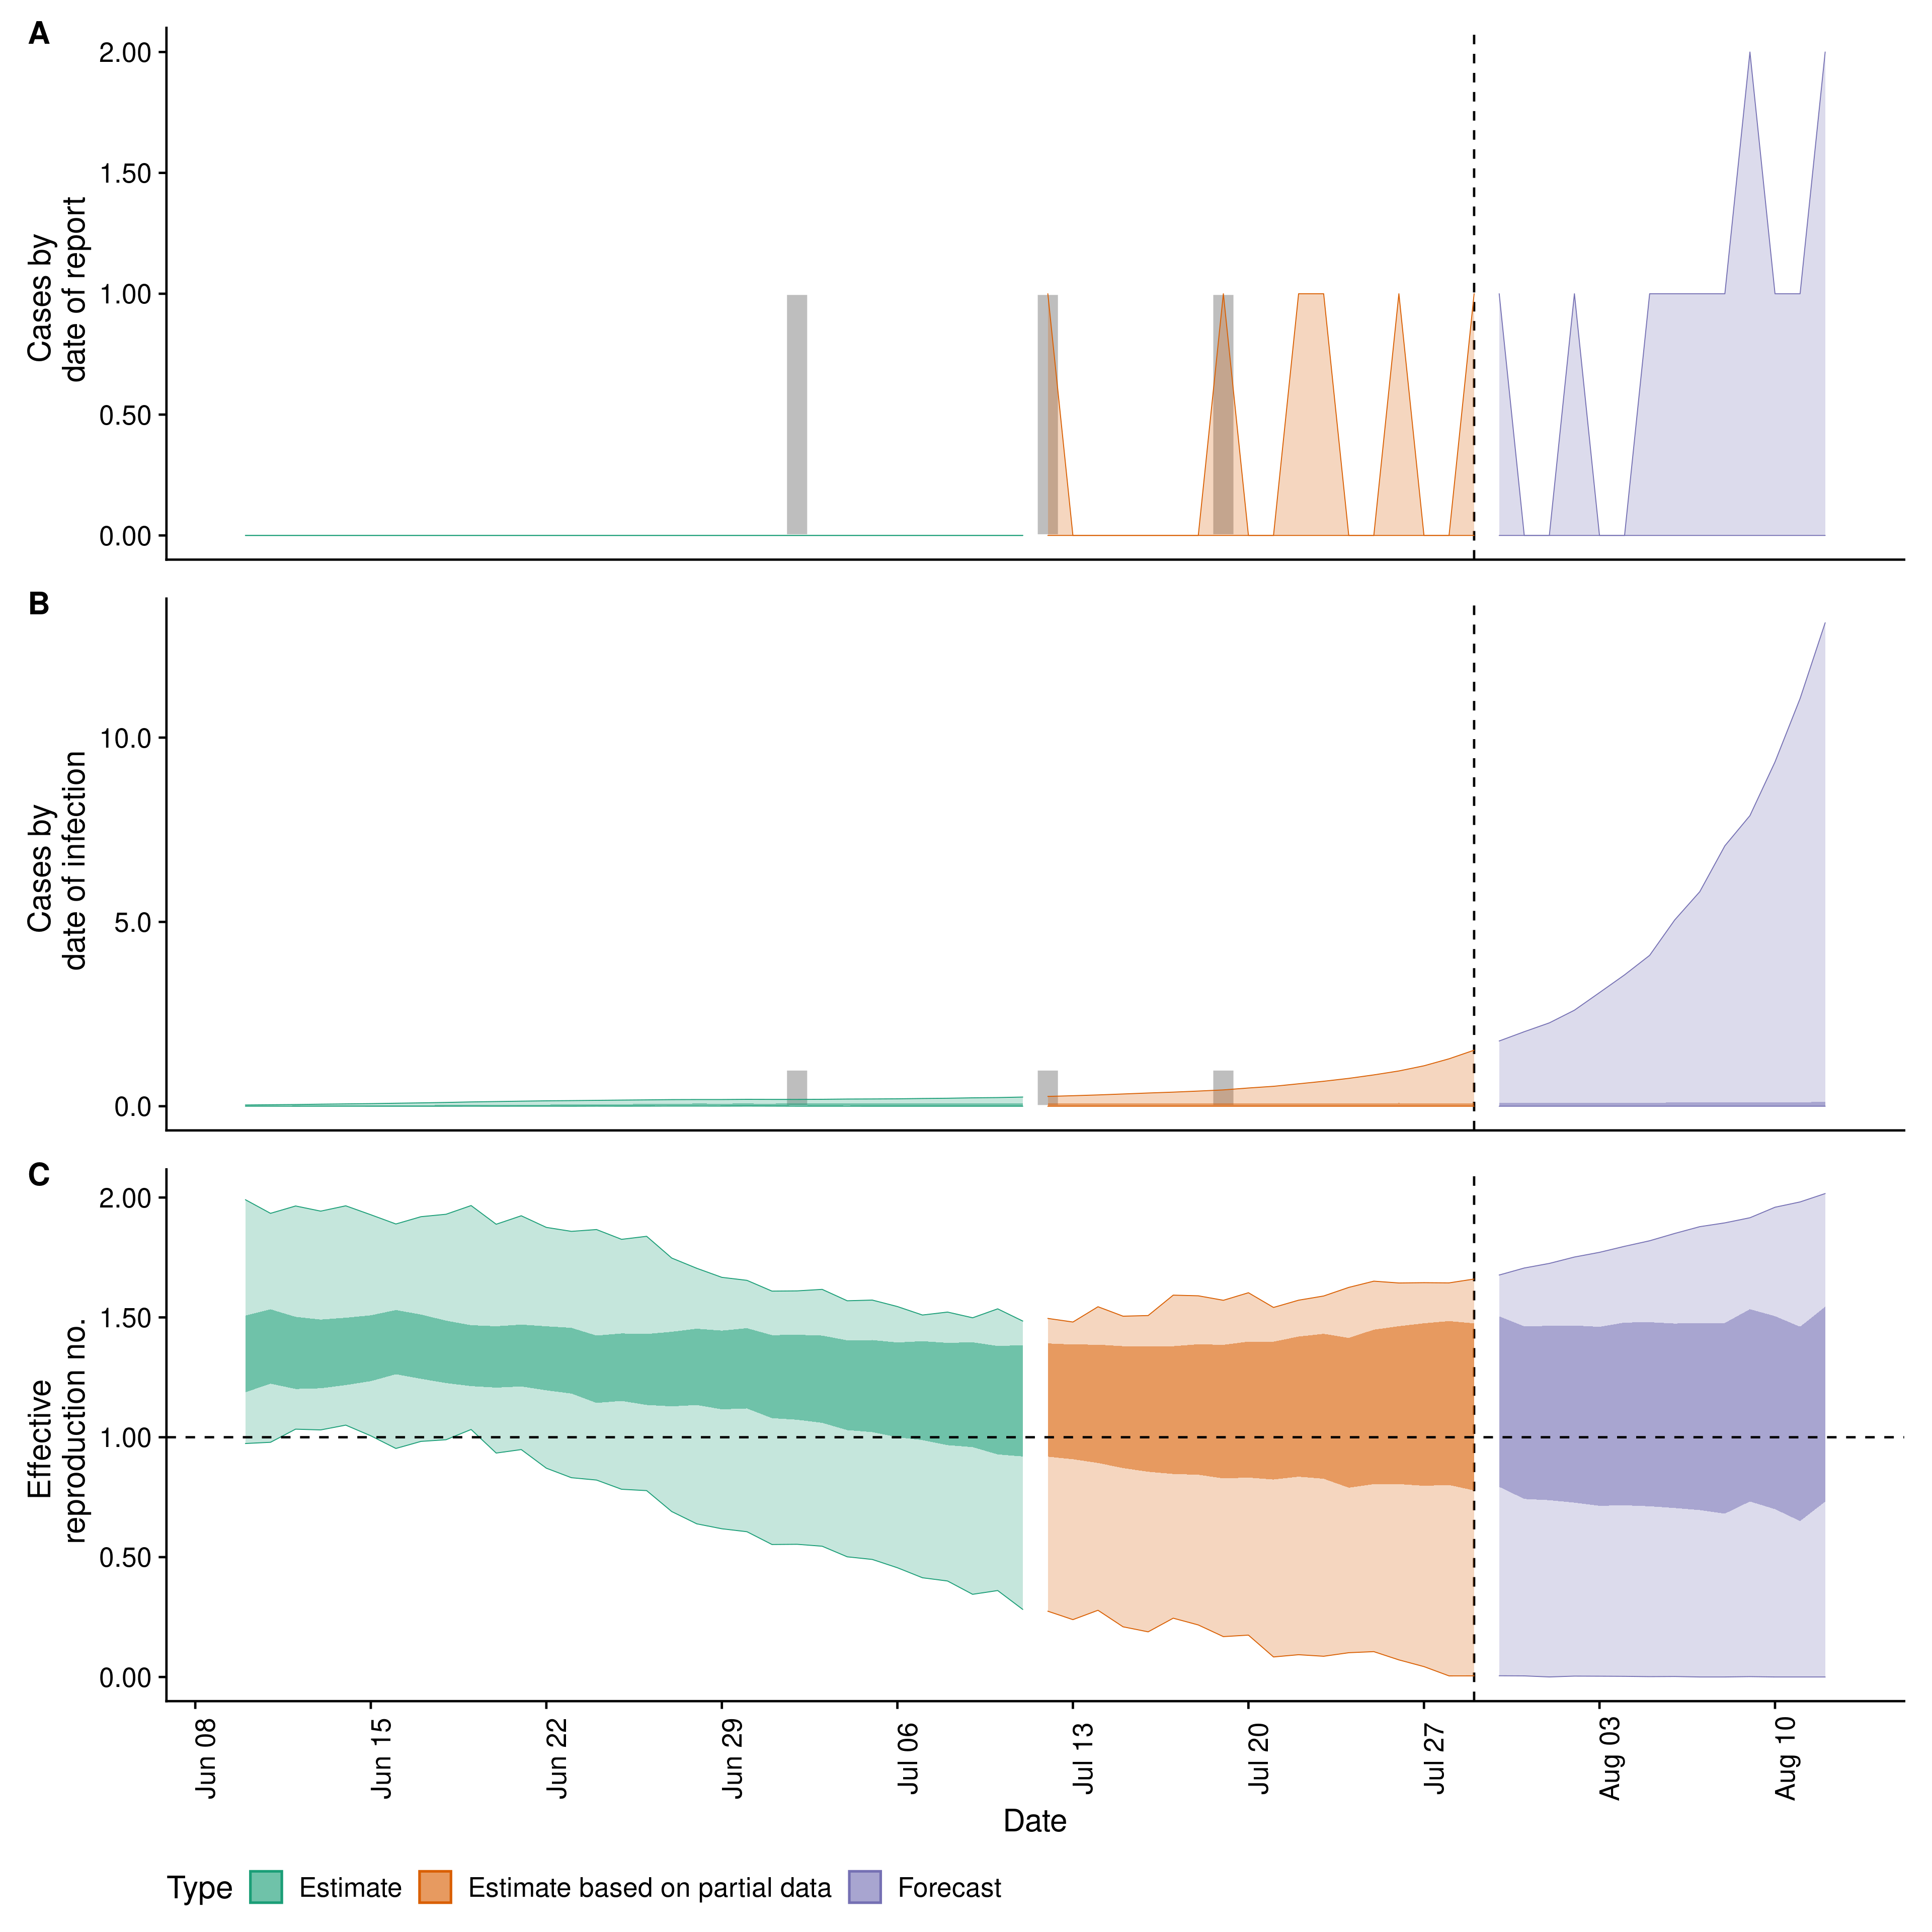 A
Cases by
date of report
2.00
1.50
1.00
0.50
0.00
B
Cases by
date of infection
10.0
5.0
0.0
C
Effective
reproduction no.
2.00
1.50
1.00
0.50
0.00
Jun 08
Jun 15
Jun 22
Jun 29
Jul 06
Jul 13
Jul 20
Jul 27
Aug 03
Aug 10
Date
Type
Estimate
Estimate based on partial data
Forecast